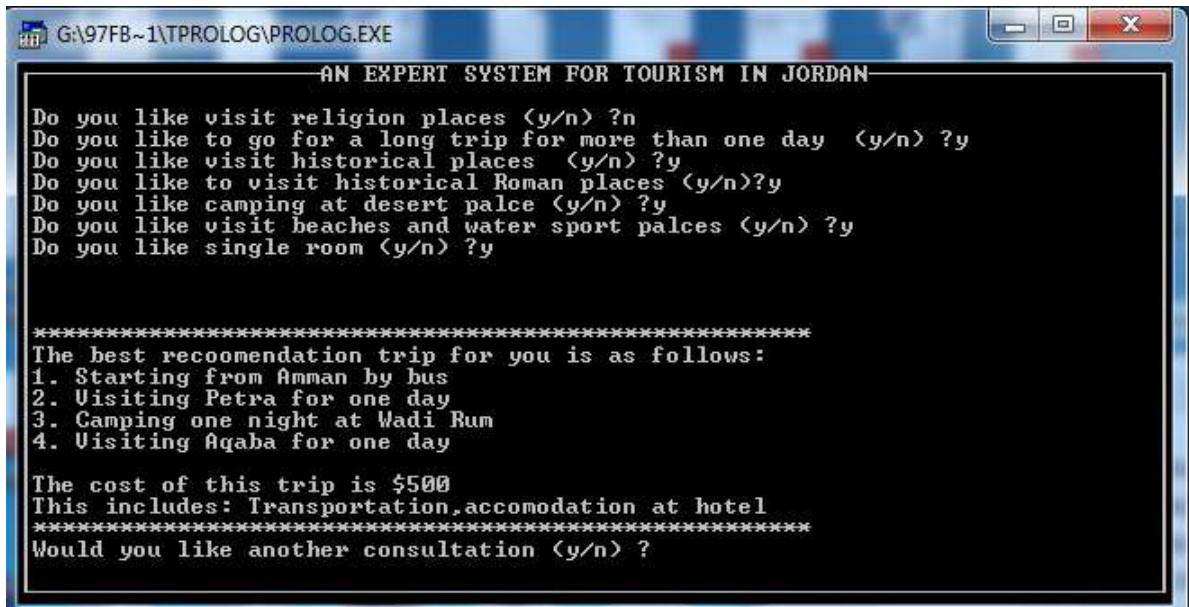 G:\97FB~1\TPROLOG\PROLOG.EXE
AN EXPERT SYSTEM FOR TOURISM IN JORDAN
Do you like visit religion places (y/n) ?n
Do you like to go for a long trip for more than one day  (y/n) ?y
Do you like visit historical places  (y/n) ?y
Do you like to visit historical Roman places (y/n)?y
Do you like camping at desert palce (y/n) ?y
Do you like visit beaches and water sport palces (y/n) ?y
Do you like single room (y/n) ?y
******************************************************
The best recoomendation trip for you is as follows:
1. Starting from Amman by bus
2. Visiting Petra for one day
3. Camping one night at Wadi Rum
4. Visiting Aqaba for one day
The cost of this trip is $500
This includes: Transportation,accomodation at hotel
******************************************************
Would you like another consultation (y/n) ?